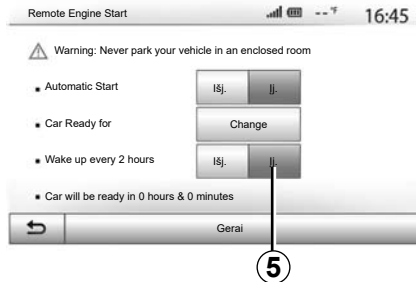 Remote Engine Start -- °F 16:45
Warning: Never park your vehicle in an enclosed room
▪ Automatic Start Išj. Įj.
▪ Car Ready for Change
▪ Wake up every 2 hours Išj. Įj.
▪ Car will be ready in 0 hours & 0 minutes
Gerai
5